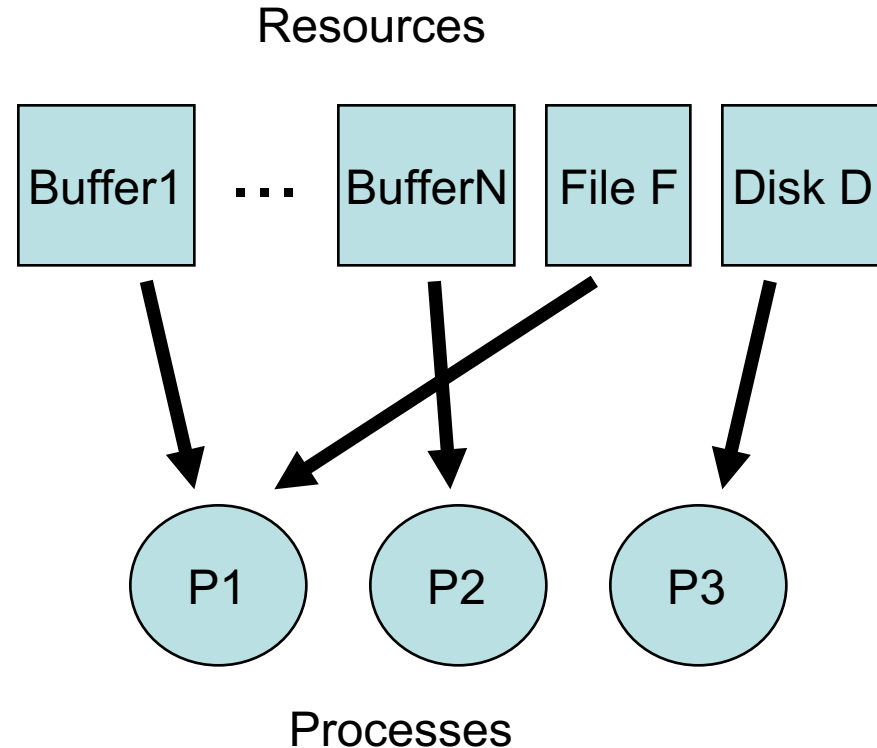 Resources
Buffer1 ... BufferN File F Disk D
P1 P2 P3
Processes